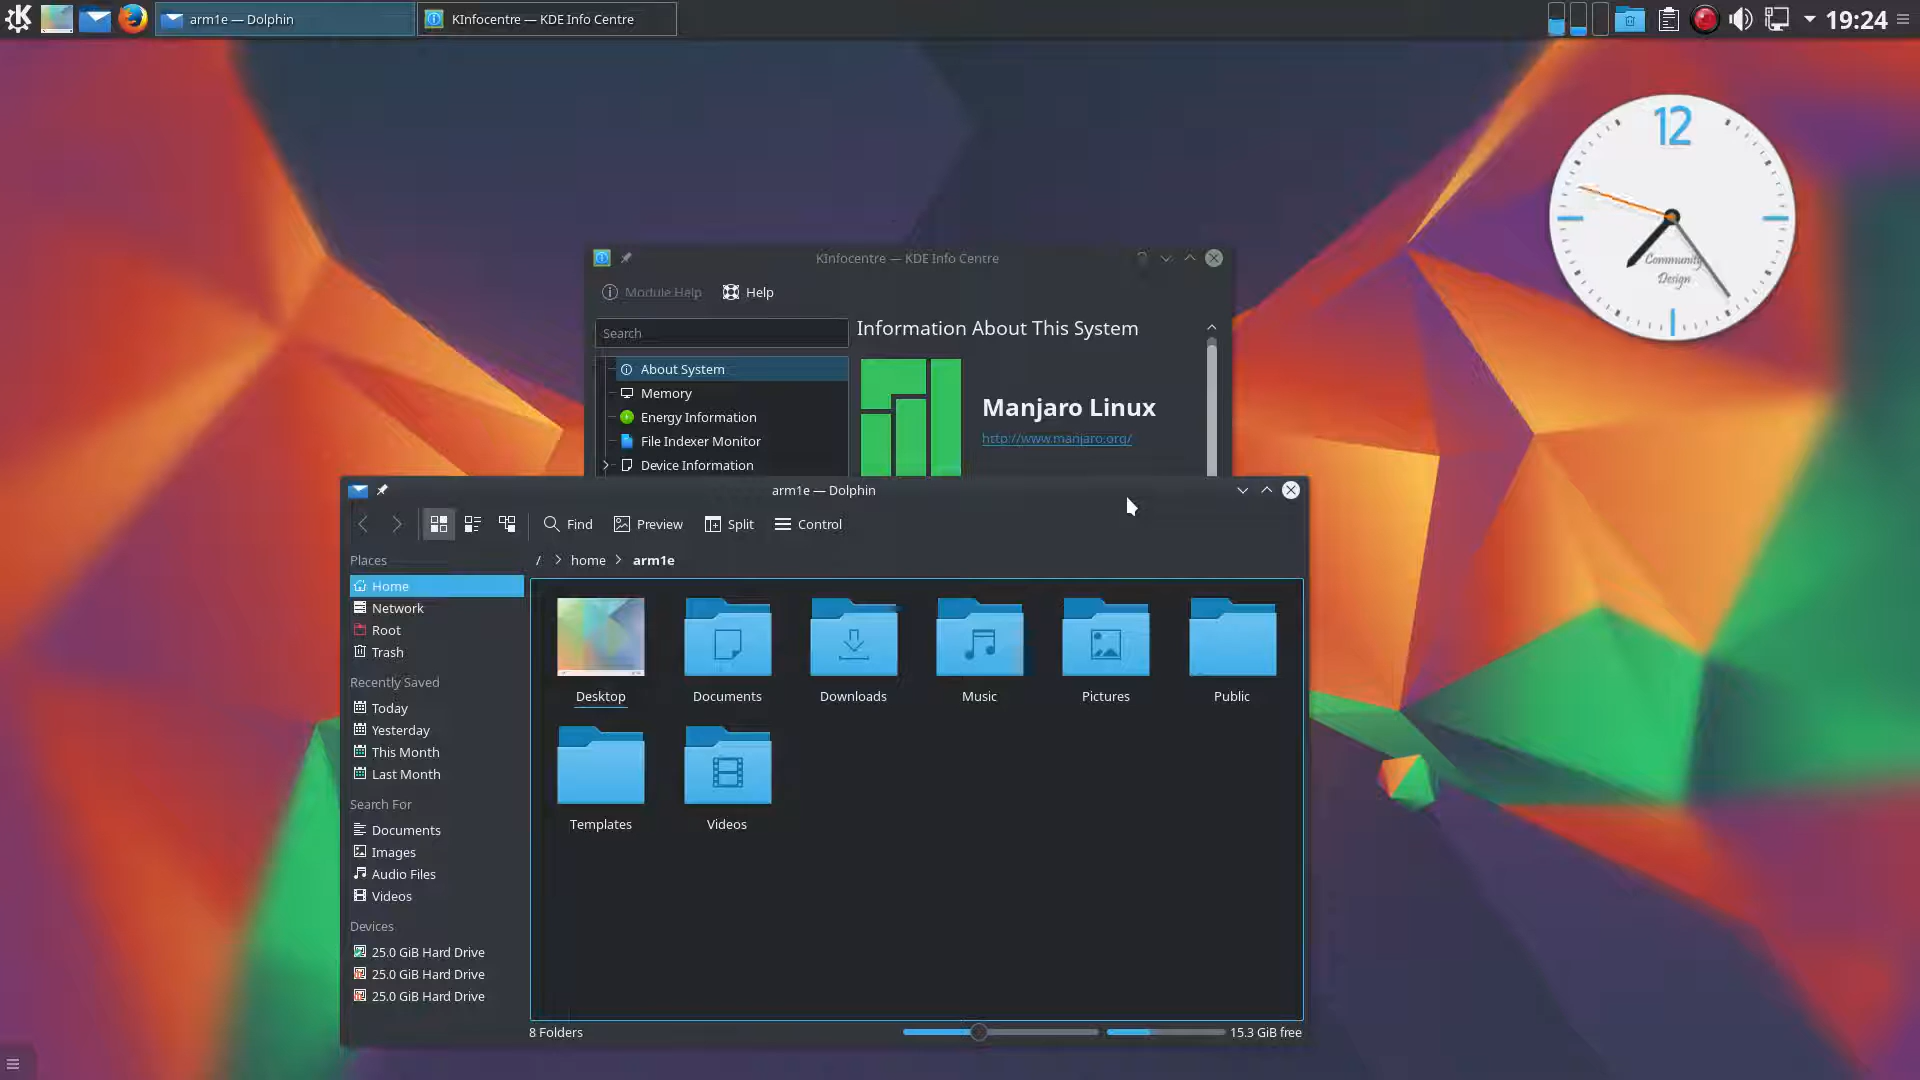 arm1e — Dolphin
KInfocentre — KDE Info Centre
19:24
12
Community
Design
KInfocentre — KDE Info Centre
Module Help
Help
Search
Information About This System
About System
Memory
Energy Information
File Indexer Monitor
Device Information
Manjaro Linux
http://www.manjaro.org/
arm1e — Dolphin
Find
Preview
Split
Control
/ > home > arm1e
Places
Home
Network
Root
Trash
Recently Saved
Today
Yesterday
This Month
Last Month
Search For
Documents
Images
Audio Files
Videos
Devices
25.0 GiB Hard Drive
25.0 GiB Hard Drive
25.0 GiB Hard Drive
Desktop
Documents
Downloads
Music
Pictures
Public
Templates
Videos
8 Folders
15.3 GiB free